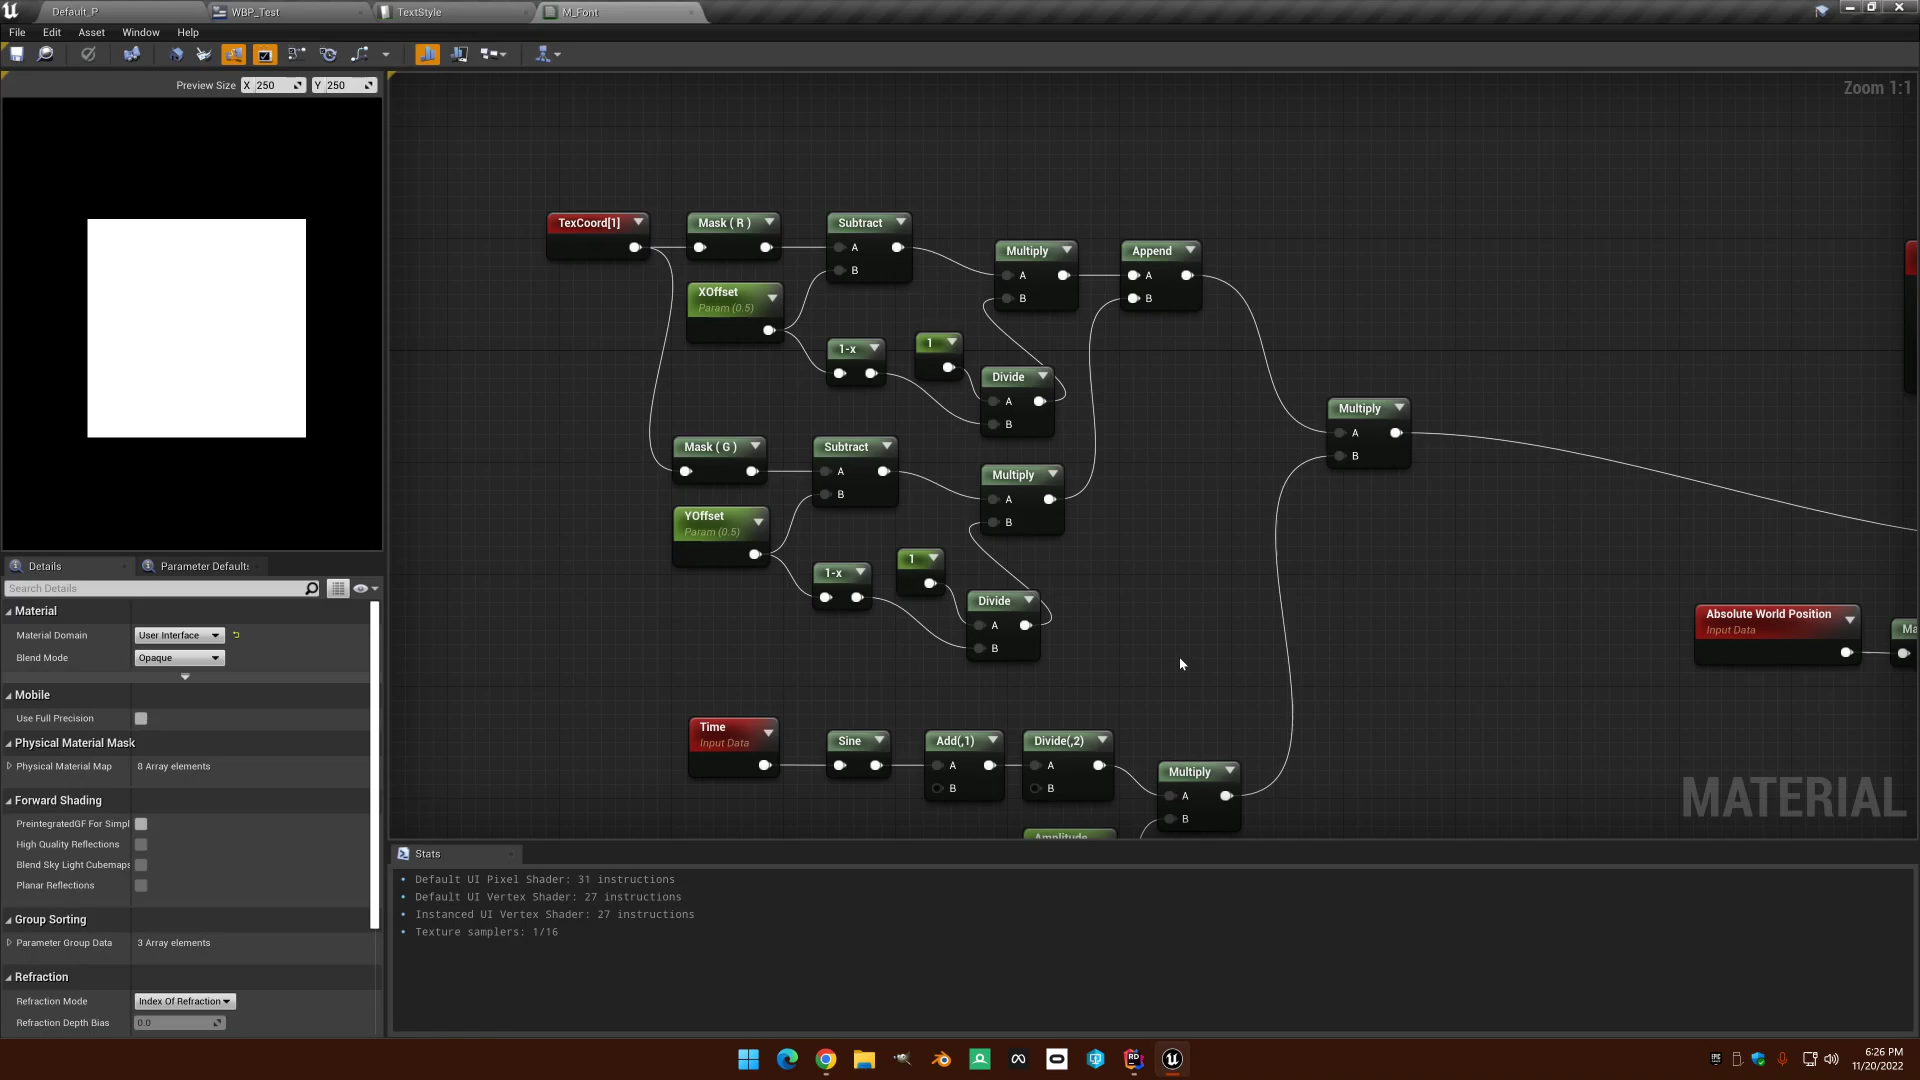 Default_P
WBP_Test
TextStyle
M_Font
File Edit Asset Window Help
Preview Size X 250 Y 250
Zoom 1:1
TexCoord[1]
Mask ( R )
Subtract
A
B
XOffset
Param (0.5)
Multiply
A
B
Append
A
B
1-x
1
Divide
A
B
Multiply
A
B
Mask ( G )
Subtract
A
B
Multiply
A
B
YOffset
Param (0.5)
1-x
1
Divide
A
B
Absolute World Position
Input Data
Time
Input Data
Sine
Add(,1)
A
B
Divide(,2)
A
B
Multiply
A
B
Amplitude
MATERIAL
Details
Parameter Defaults
Search Details
Material
Material Domain User Interface
Blend Mode Opaque
Mobile
Use Full Precision
Physical Material Mask
Physical Material Map 8 Array elements
Forward Shading
PreintegratedGF For Simpl
High Quality Reflections
Blend Sky Light Cubemaps
Planar Reflections
Group Sorting
Parameter Group Data 3 Array elements
Refraction
Refraction Mode Index Of Refraction
Refraction Depth Bias 0.0
Stats
Default UI Pixel Shader: 31 instructions
Default UI Vertex Shader: 27 instructions
Instanced UI Vertex Shader: 27 instructions
Texture samplers: 1/16
6:26 PM
11/20/2022